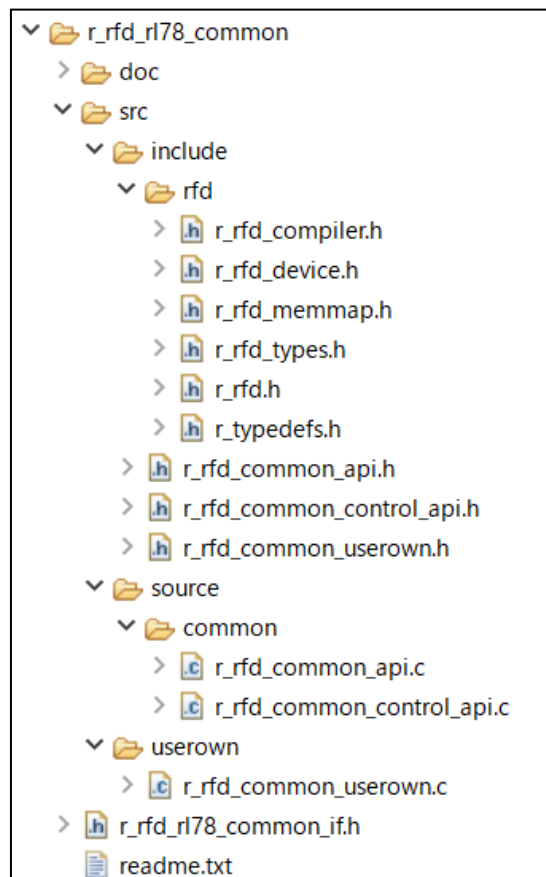 r_rfd_rl78_common
doc
src
include
rfd
r_rfd_compiler.h
r_rfd_device.h
r_rfd_memmap.h
r_rfd_types.h
r_rfd.h
r_typedefs.h
r_rfd_common_api.h
r_rfd_common_control_api.h
r_rfd_common_userown.h
source
common
r_rfd_common_api.c
r_rfd_common_control_api.c
userown
r_rfd_common_userown.c
r_rfd_rl78_common_if.h
readme.txt